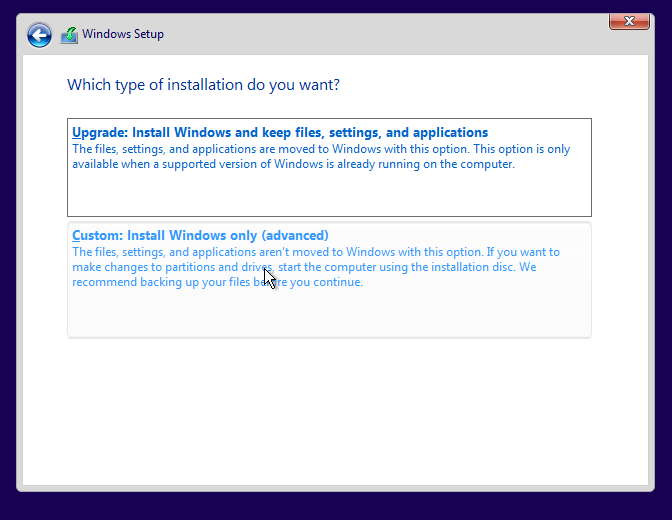 Windows Setup
Which type of installation do you want?
Upgrade: Install Windows and keep files, settings, and applications
The files, settings, and applications are moved to Windows with this option. This option is only
available when a supported version of Windows is already running on the computer.
Custom: Install Windows only (advanced)
The files, settings, and applications aren't moved to Windows with this option. If you want to
make changes to partitions and drives, start the computer using the installation disc. We
recommend backing up your files before you continue.